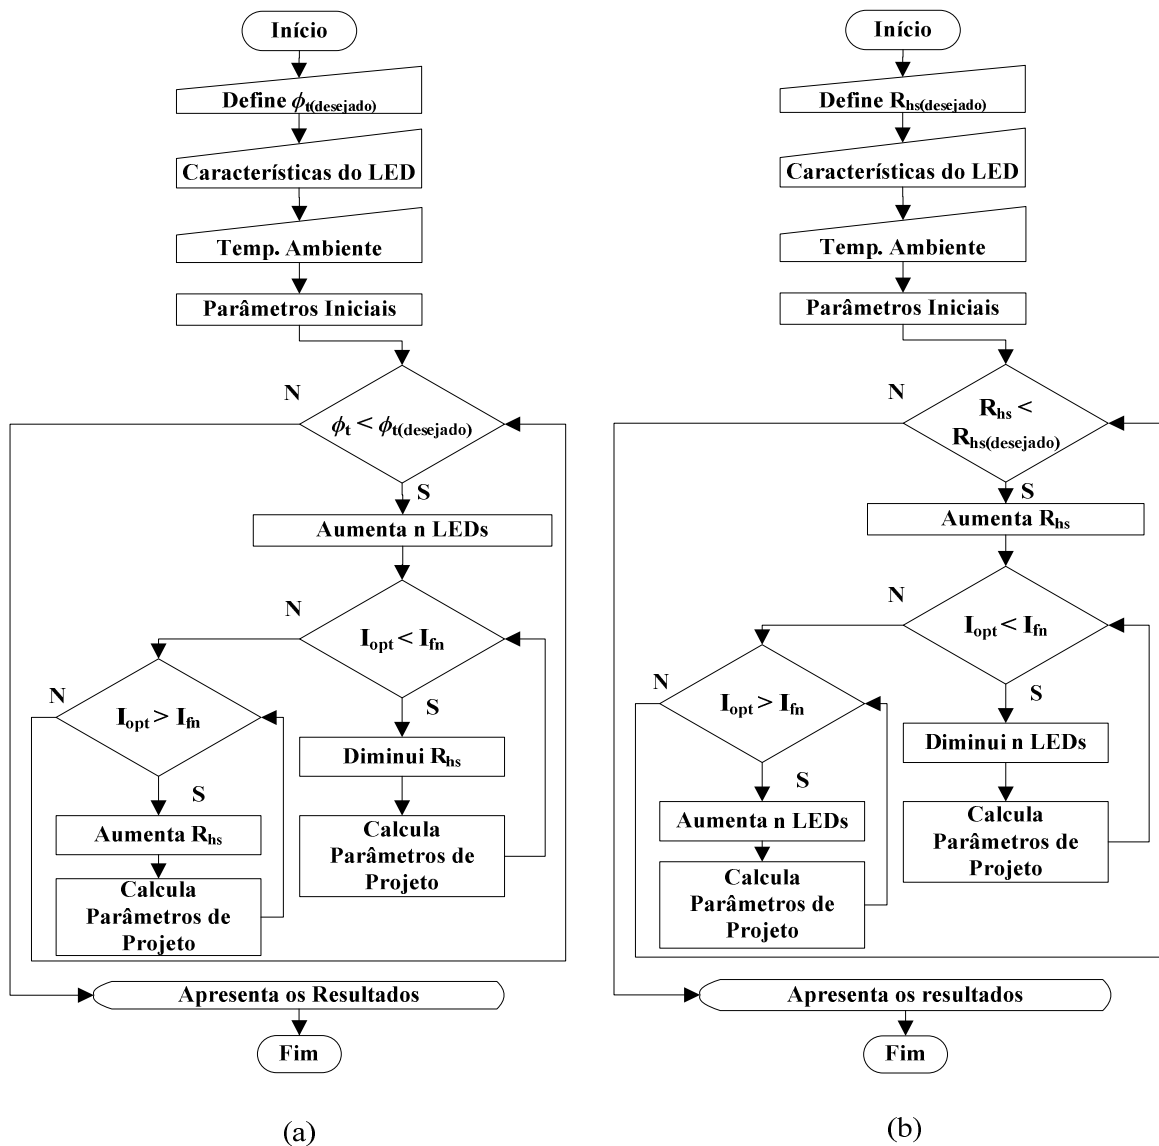 Início
Define ϕt(desejado)
Características do LED
Temp. Ambiente
Parâmetros Iniciais
N
ϕt < ϕt(desejado)
S
Aumenta n LEDs
N
Iopt < Ifn
N
S
Iopt > Ifn
Diminui Rhs
S
Aumenta Rhs
Calcula
Parâmetros de
Projeto
Calcula
Parâmetros de
Projeto
Apresenta os Resultados
Fim
(a)
Início
Define Rhs(desejado)
Características do LED
Temp. Ambiente
Parâmetros Iniciais
N
Rhs <
Rhs(desejado)
S
Aumenta Rhs
N
Iopt < Ifn
N
S
Iopt > Ifn
Diminui n LEDs
S
Aumenta n LEDs
Calcula
Parâmetros de
Projeto
Calcula
Parâmetros de
Projeto
Apresenta os resultados
Fim
(b)